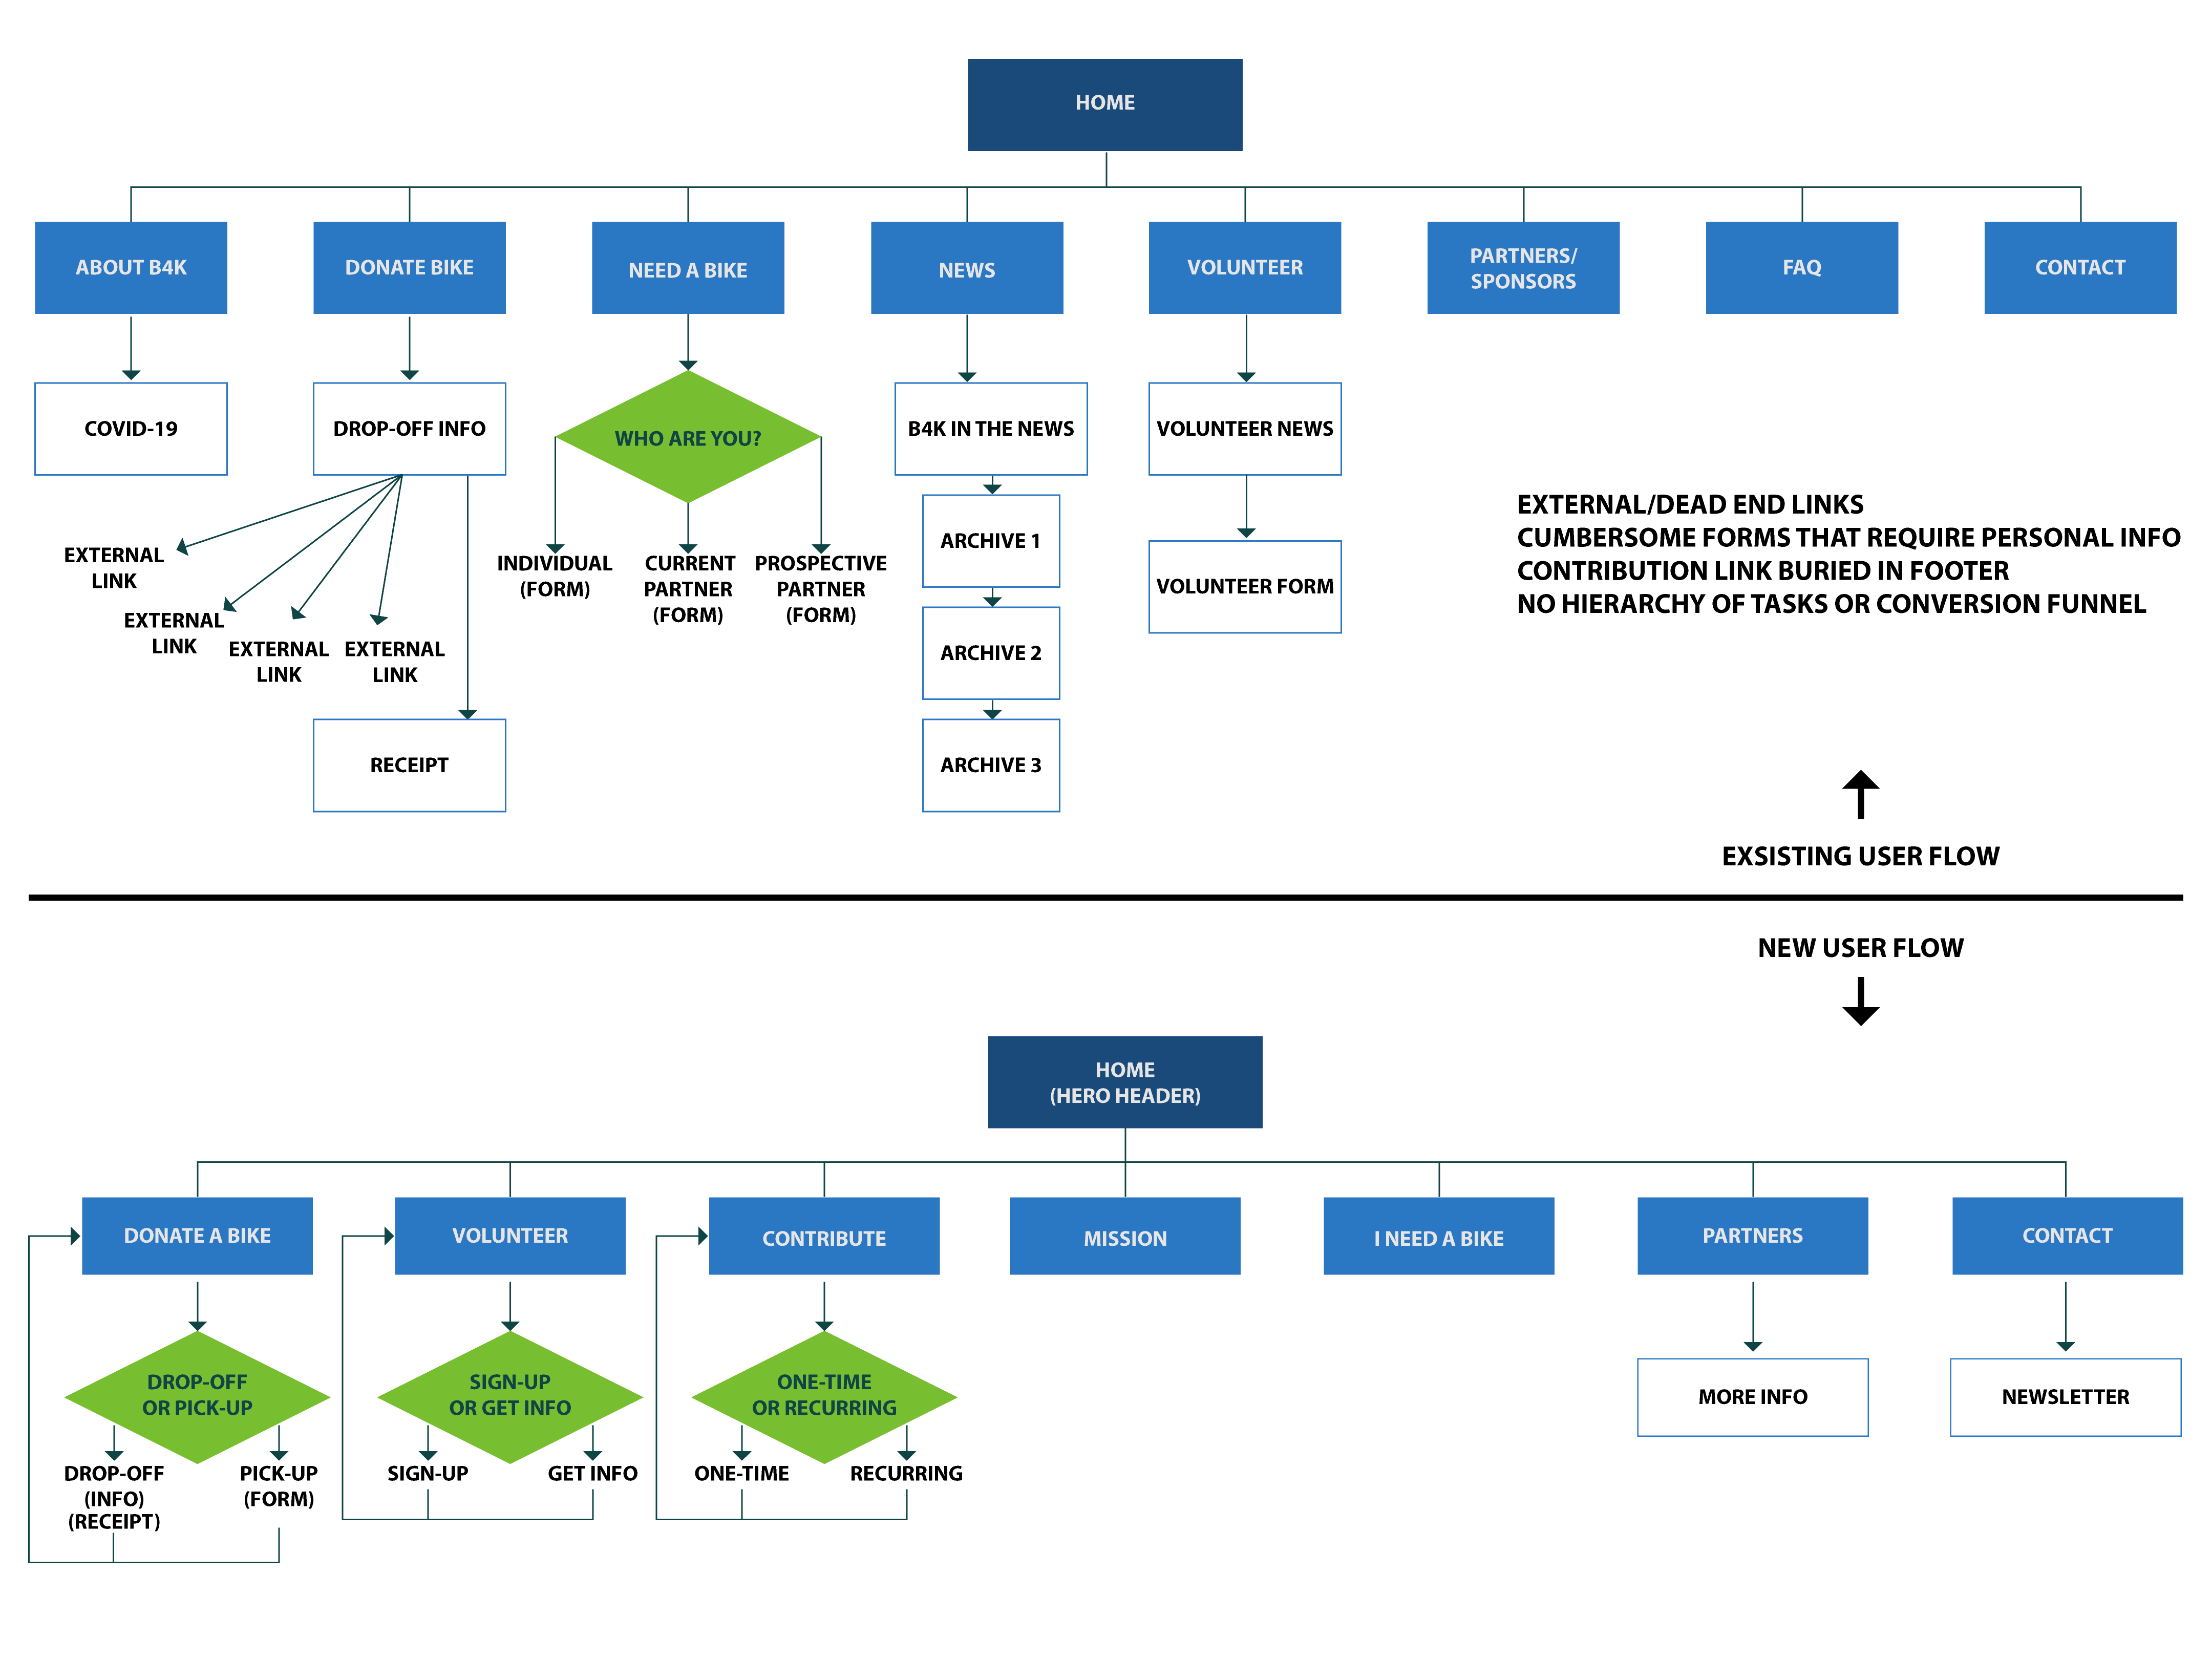 HOME
ABOUT B4K
DONATE BIKE
NEED A BIKE
NEWS
VOLUNTEER
PARTNERS/
SPONSORS
FAQ
CONTACT
COVID-19
DROP-OFF INFO
WHO ARE YOU?
B4K IN THE NEWS
VOLUNTEER NEWS
EXTERNAL
LINK
EXTERNAL
LINK
EXTERNAL
LINK
EXTERNAL
LINK
INDIVIDUAL
(FORM)
CURRENT
PARTNER
(FORM)
PROSPECTIVE
PARTNER
(FORM)
ARCHIVE 1
ARCHIVE 2
ARCHIVE 3
VOLUNTEER FORM
RECEIPT
EXTERNAL/DEAD END LINKS
CUMBERSOME FORMS THAT REQUIRE PERSONAL INFO
CONTRIBUTION LINK BURIED IN FOOTER
NO HIERARCHY OF TASKS OR CONVERSION FUNNEL
EXSISTING USER FLOW
NEW USER FLOW
HOME
(HERO HEADER)
DONATE A BIKE
VOLUNTEER
CONTRIBUTE
MISSION
I NEED A BIKE
PARTNERS
CONTACT
DROP-OFF
OR PICK-UP
SIGN-UP
OR GET INFO
ONE-TIME
OR RECURRING
MORE INFO
NEWSLETTER
DROP-OFF
(INFO)
(RECEIPT)
PICK-UP
(FORM)
SIGN-UP
GET INFO
ONE-TIME
RECURRING